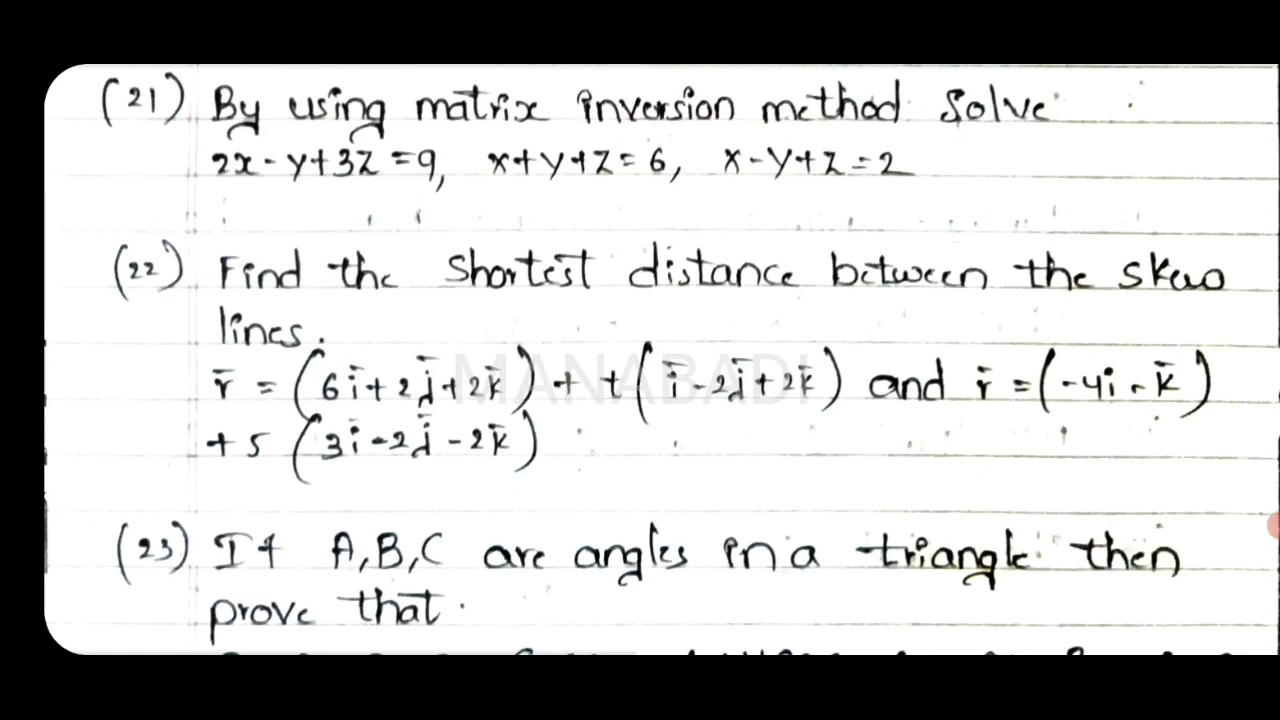 (21) By using matrix inversion method solve
2x - y + 3z = 9, x + y + z = 6, x - y + z = 2
(22) Find the shortest distance between the skew
lines.
r̄ = (6ī + 2j̄ + 2k̄) + t(ī - 2j̄ + 2k̄) and r̄ = (-4i - k̄)
+ s (3ī - 2j̄ - 2k̄)
MANABADI
(23) If A, B, C are angles in a triangle then
prove that.